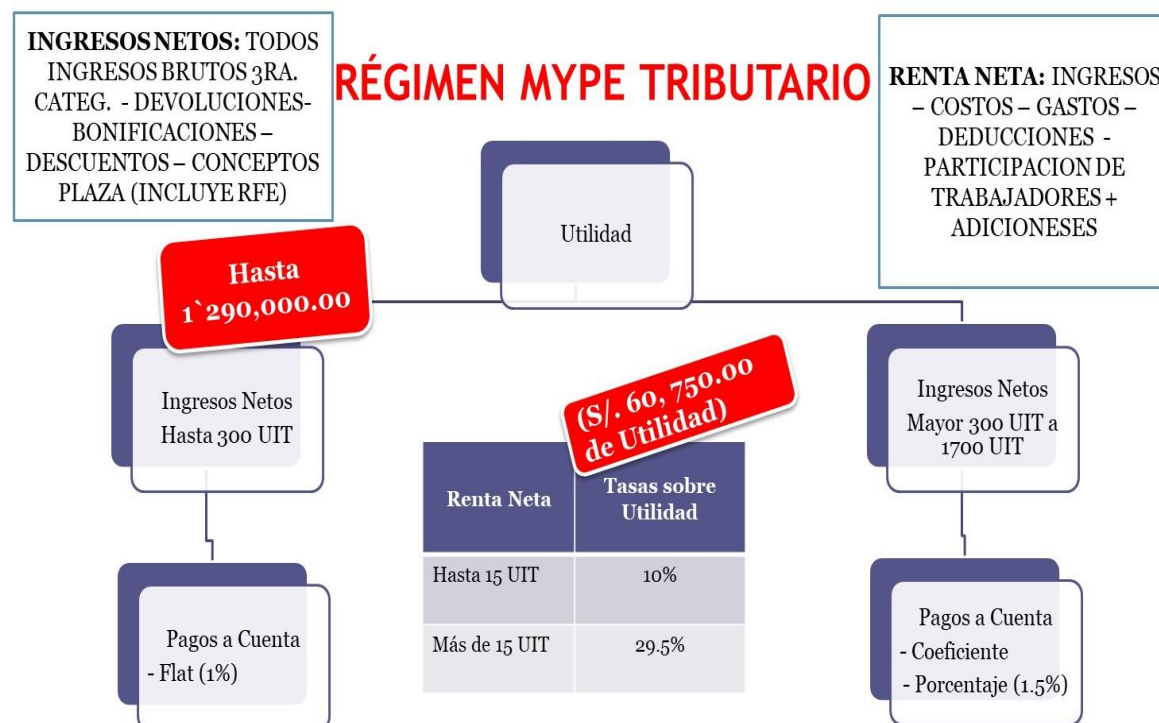 INGRESOS NETOS: TODOS
INGRESOS BRUTOS 3RA.
CATEG. - DEVOLUCIONES-
BONIFICACIONES –
DESCUENTOS – CONCEPTOS
PLAZA (INCLUYE RFE)
RÉGIMEN MYPE TRIBUTARIO
RENTA NETA: INGRESOS
– COSTOS – GASTOS –
DEDUCCIONES -
PARTICIPACION DE
TRABAJADORES +
ADICIONESES
Utilidad
Hasta
1`290,000.00
Ingresos Netos
Hasta 300 UIT
Pagos a Cuenta
- Flat (1%)
(S/. 60, 750.00
de Utilidad)
Renta Neta
Tasas sobre
Utilidad
Hasta 15 UIT
10%
Más de 15 UIT
29.5%
Ingresos Netos
Mayor 300 UIT a
1700 UIT
Pagos a Cuenta
- Coeficiente
- Porcentaje (1.5%)